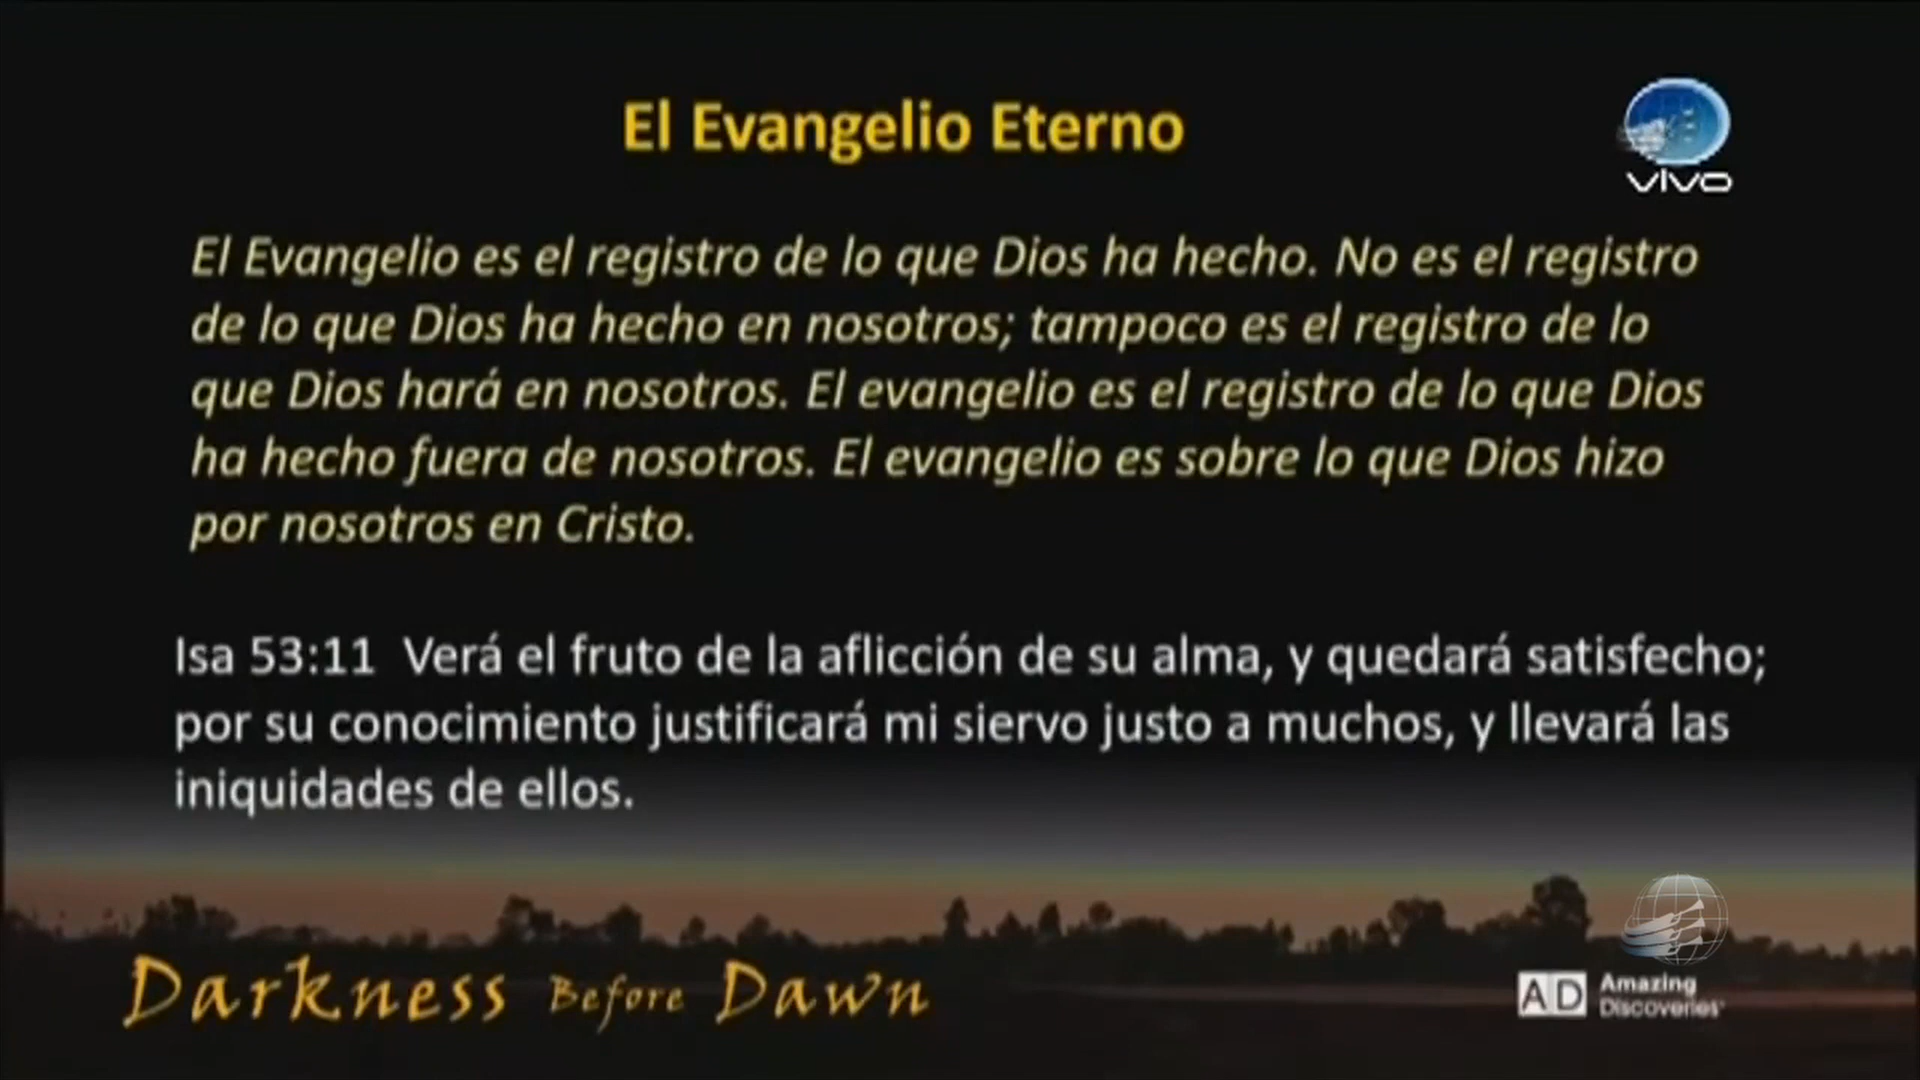 El Evangelio Eterno
VIVO
El Evangelio es el registro de lo que Dios ha hecho. No es el registro
de lo que Dios ha hecho en nosotros; tampoco es el registro de lo
que Dios hará en nosotros. El evangelio es el registro de lo que Dios
ha hecho fuera de nosotros. El evangelio es sobre lo que Dios hizo
por nosotros en Cristo.
Isa 53:11 Verá el fruto de la aflicción de su alma, y quedará satisfecho;
por su conocimiento justificará mi siervo justo a muchos, y llevará las
iniquidades de ellos.
Darkness Before Dawn
AD Amazing
Discoveries